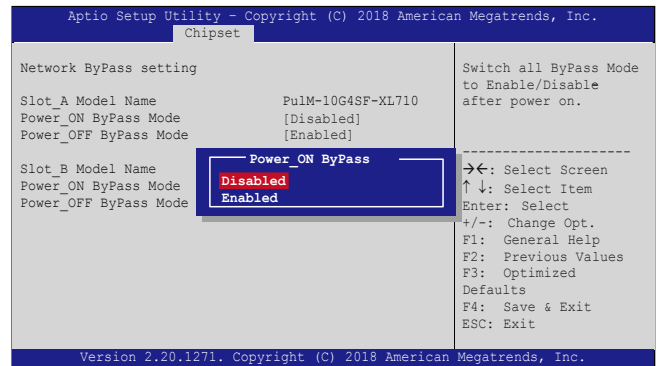 Aptio Setup Utility – Copyright (C) 2018 American Megatrends, Inc.
Chipset
Network ByPass setting
Slot_A Model Name PulM-10G4SF-XL710
Power_ON ByPass Mode [Disabled]
Power_OFF ByPass Mode [Enabled]
Slot_B Model Name
Power_ON ByPass Mode
Power_OFF ByPass Mode
Power_ON ByPass
Disabled
Enabled
Switch all ByPass Mode
to Enable/Disable
after power on.
---------------------
→←: Select Screen
↑ ↓: Select Item
Enter: Select
+/-: Change Opt.
F1: General Help
F2: Previous Values
F3: Optimized
Defaults
F4: Save & Exit
ESC: Exit
Version 2.20.1271. Copyright (C) 2018 American Megatrends, Inc.